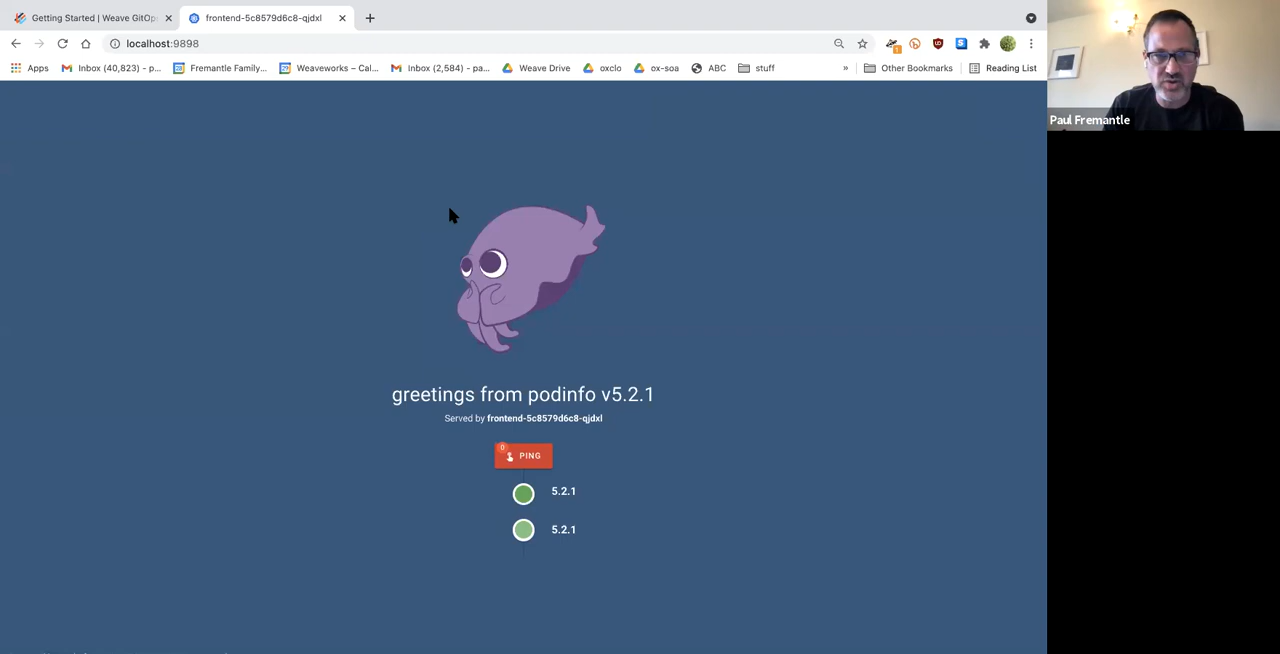 Getting Started | Weave GitOp
frontend-5c8579d6c8-qjdxl
localhost:9898
1
Apps
Inbox (40,823) – p...
Fremantle Family...
Weaveworks – Cal...
Inbox (2,584) – pa...
Weave Drive
oxclo
ox-soa
ABC
stuff
»
Other Bookmarks
Reading List
Paul Fremantle
greetings from podinfo v5.2.1
Served by frontend-5c8579d6c8-qjdxl
0
PING
5.2.1
5.2.1